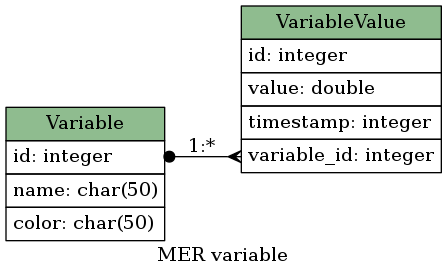 Variable
id: integer
name: char(50)
color: char(50)
1:*
VariableValue
id: integer
value: double
timestamp: integer
variable_id: integer
MER variable